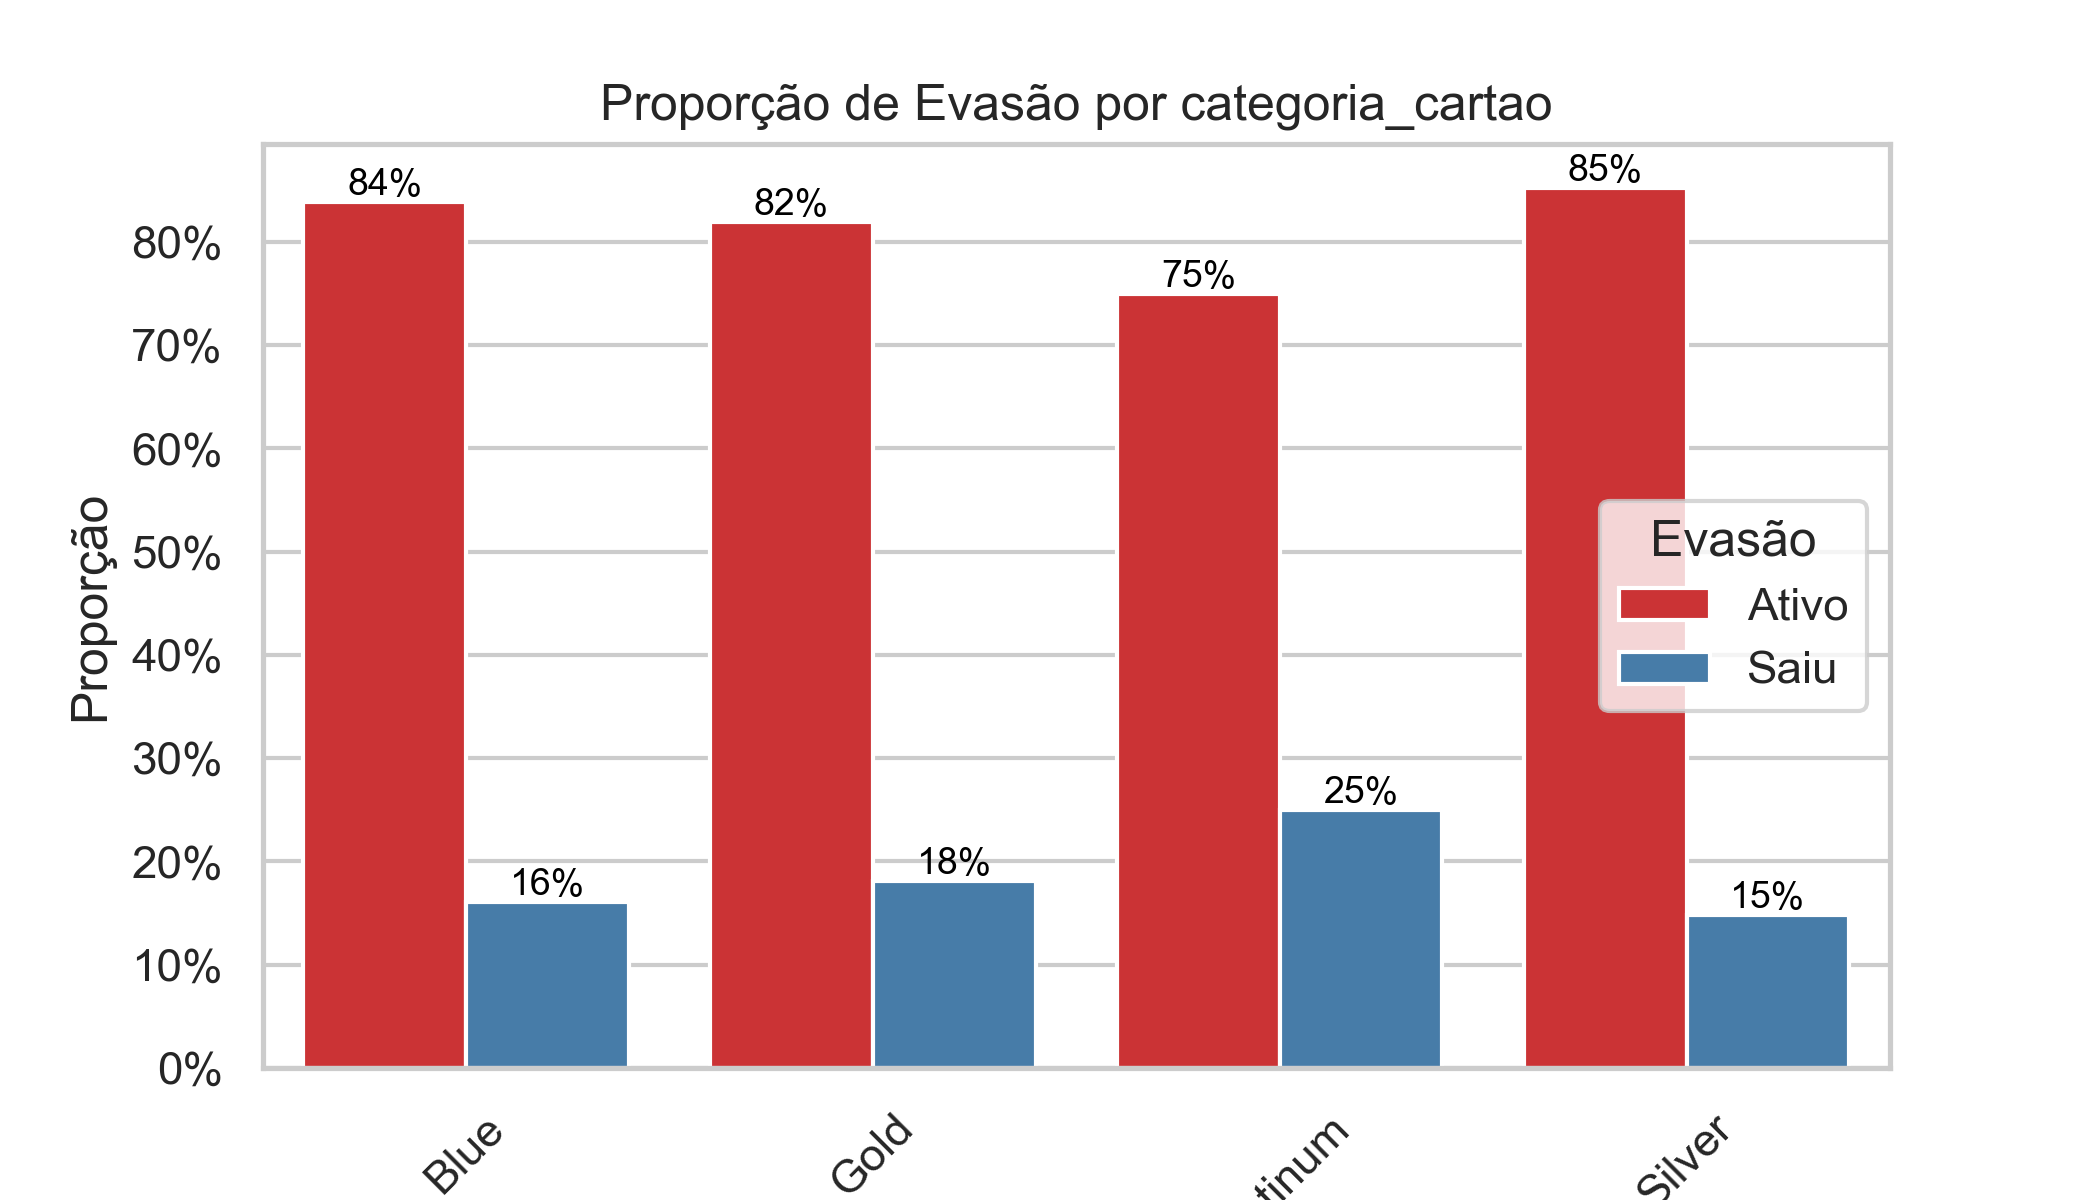 Proporção de Evasão por categoria_cartao
84%
82%
75%
85%
16%
18%
25%
15%
80%
70%
60%
50%
40%
30%
20%
10%
0%
Proporção
Evasão
Ativo
Saiu
Blue
Gold
tinum
Silver